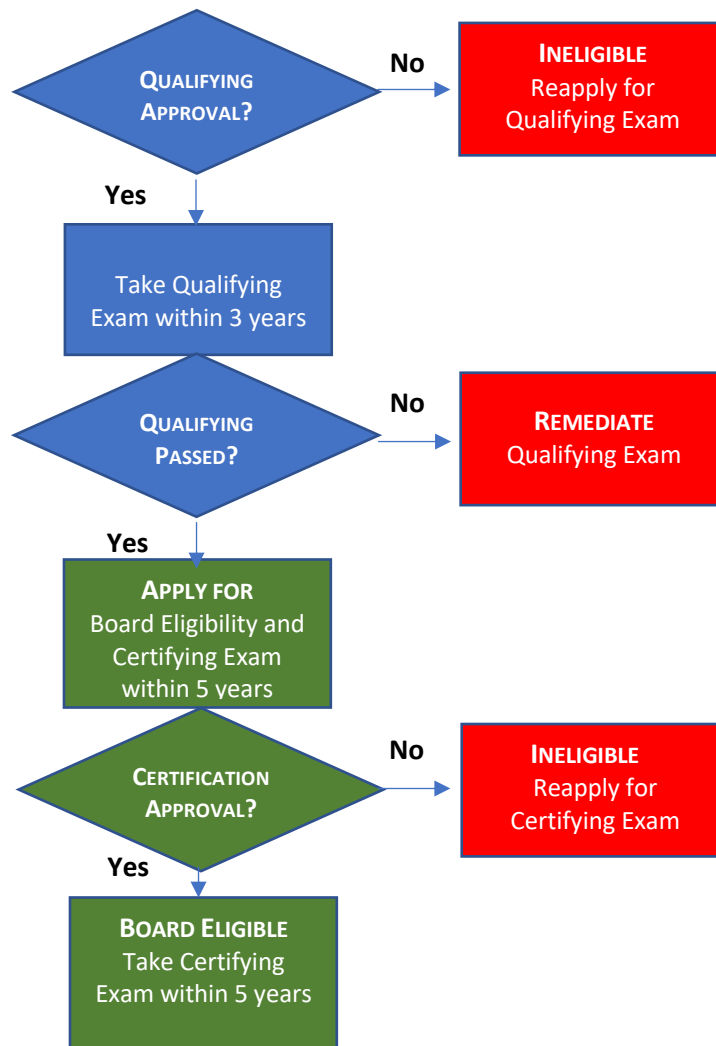 QUALIFYING
APPROVAL?
No
INELIGIBLE
Reapply for
Qualifying Exam
Yes
Take Qualifying
Exam within 3 years
QUALIFYING
PASSED?
No
REMEDIATE
Qualifying Exam
Yes
APPLY FOR
Board Eligibility and
Certifying Exam
within 5 years
CERTIFICATION
APPROVAL?
No
INELIGIBLE
Reapply for
Certifying Exam
Yes
BOARD ELIGIBLE
Take Certifying
Exam within 5 years